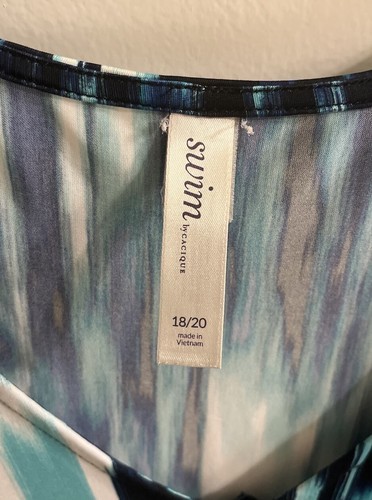 swim
by CACIQUE
18/20
made in
Vietnam